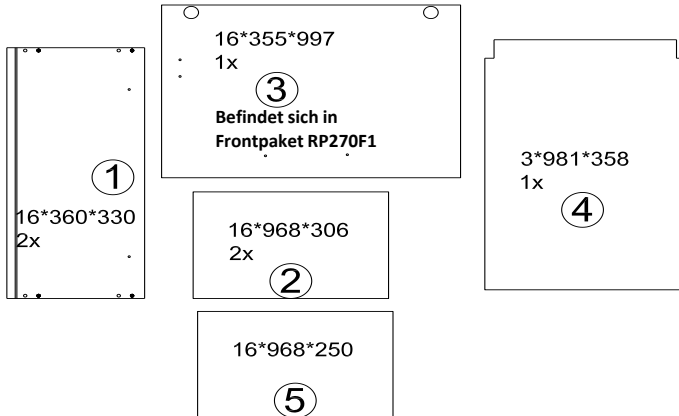 16*355*997
1x
3
Befindet sich in
Frontpaket RP270F1
1
16*360*330
2x
16*968*306
2x
2
3*981*358
1x
4
16*968*250
5